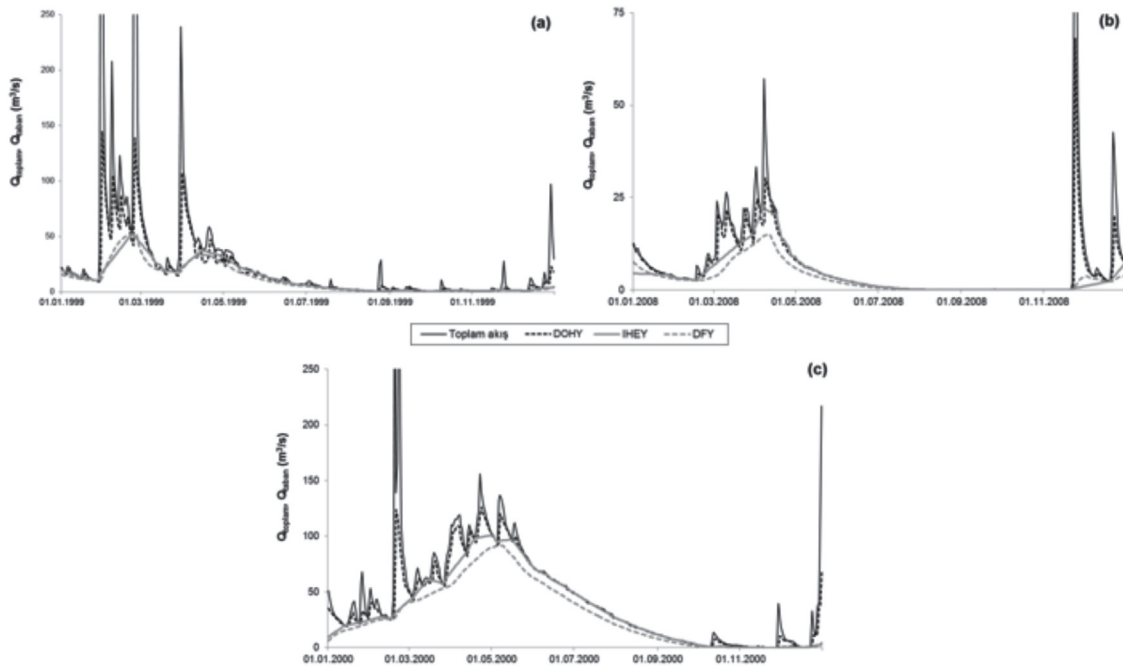 (a)
Qtoplam, Qtaban (m³/s)
250
200
150
100
50
0
01.01.1999 01.03.1999 01.05.1999 01.07.1999 01.09.1999 01.11.1999
(b)
Qtoplam, Qtaban (m³/s)
75
50
25
0
01.01.2008 01.03.2008 01.05.2008 01.07.2008 01.09.2008 01.11.2008
Toplam akış DOHY IHEY DFY
(c)
Qtoplam, Qtaban (m³/s)
250
200
150
100
50
0
01.01.2000 01.03.2000 01.05.2000 01.07.2000 01.09.2000 01.11.2000